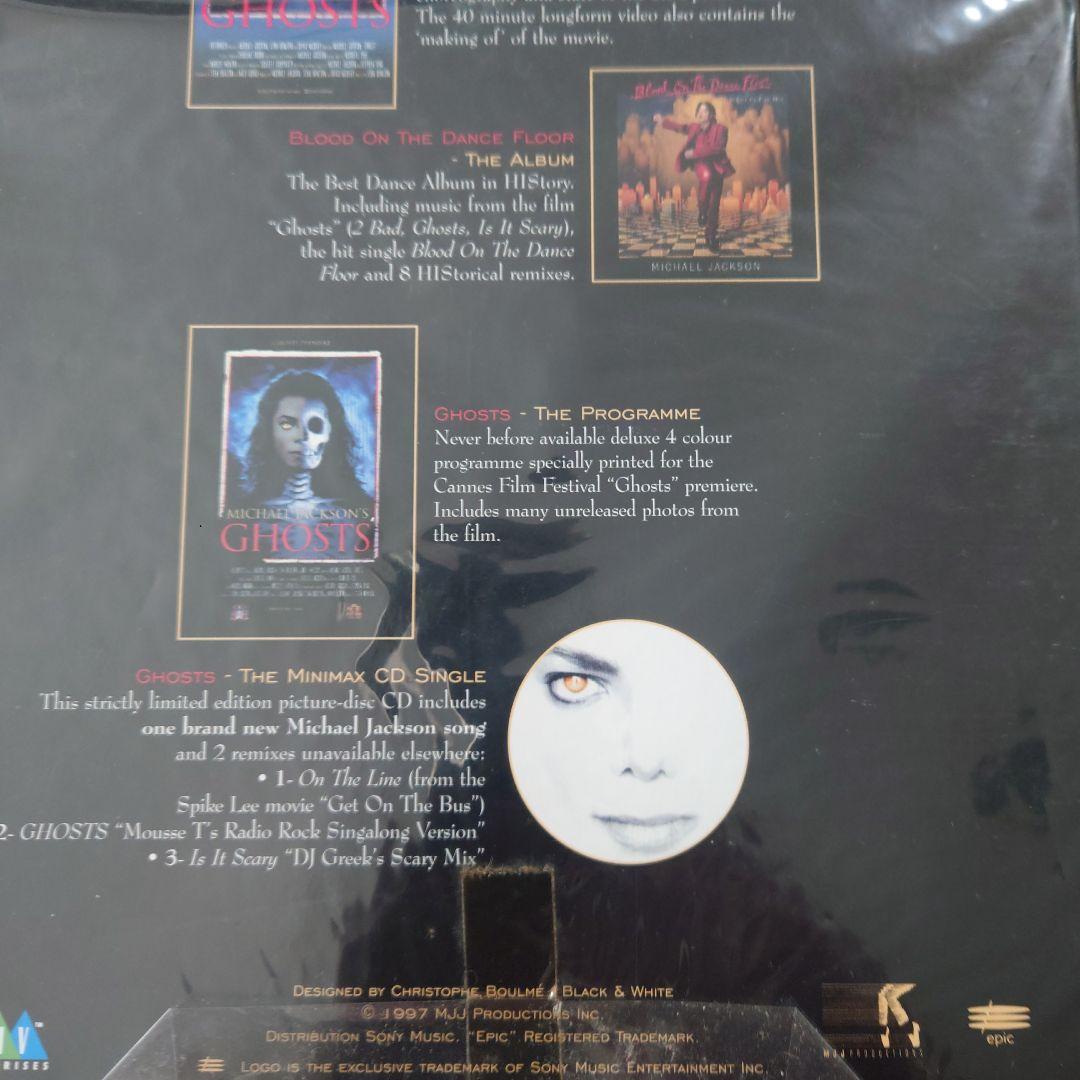 GHOSTS
The 40 minute longform video also contains the
'making of' of the movie.
Blood On The Dance Floor
MICHAEL JACKSON
BLOOD ON THE DANCE FLOOR
- THE ALBUM
The Best Dance Album in HIStory.
Including music from the film
"Ghosts" (2 Bad, Ghosts, Is It Scary),
the hit single Blood On The Dance
Floor and 8 HIStorical remixes.
MICHAEL JACKSON'S
GHOSTS
GHOSTS - THE PROGRAMME
Never before available deluxe 4 colour
programme specially printed for the
Cannes Film Festival "Ghosts" premiere.
Includes many unreleased photos from
the film.
GHOSTS - THE MINIMAX CD SINGLE
This strictly limited edition picture-disc CD includes
one brand new Michael Jackson song
and 2 remixes unavailable elsewhere:
• 1- On The Line (from the
Spike Lee movie "Get On The Bus")
2- GHOSTS "Mousse T's Radio Rock Singalong Version"
• 3- Is It Scary "DJ Greek's Scary Mix"
DESIGNED BY CHRISTOPHE BOULMÉ / BLACK & WHITE
© 1997 MJJ PRODUCTIONS INC.
DISTRIBUTION SONY MUSIC. "EPIC" REGISTERED TRADEMARK.
LOGO IS THE EXCLUSIVE TRADEMARK OF SONY MUSIC ENTERTAINMENT INC.
MJJ PRODUCTIONS
epic